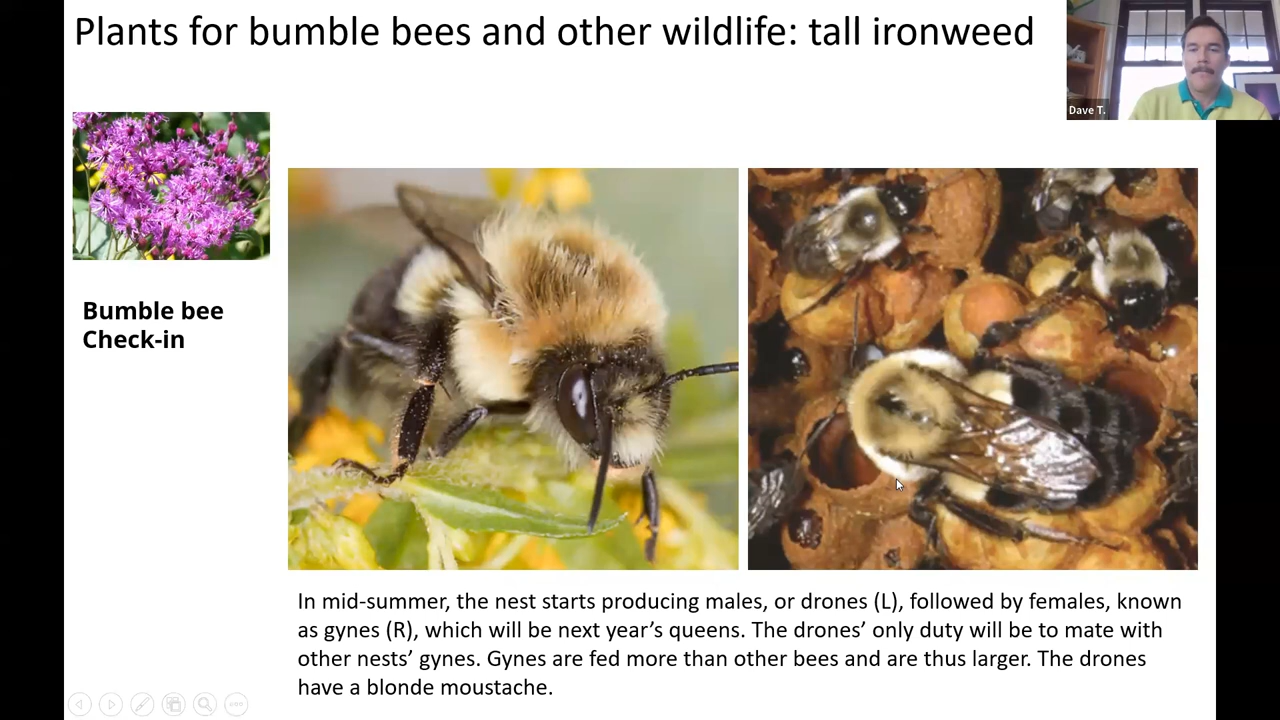 Plants for bumble bees and other wildlife: tall ironweed
Dave T.
Bumble bee
Check-in
In mid-summer, the nest starts producing males, or drones (L), followed by females, known
as gynes (R), which will be next year’s queens. The drones’ only duty will be to mate with
other nests’ gynes. Gynes are fed more than other bees and are thus larger. The drones
have a blonde moustache.